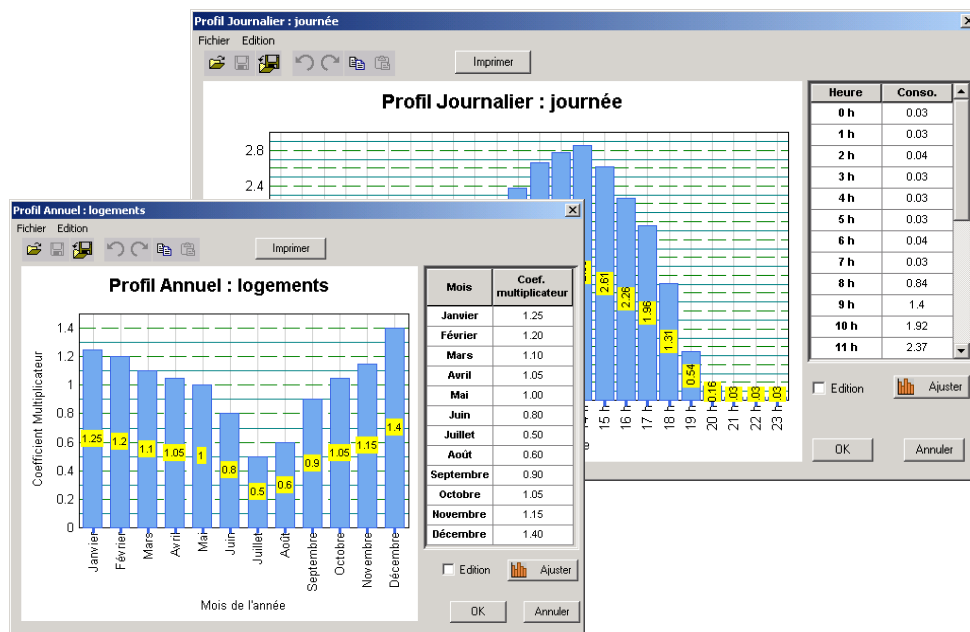 Profil Journalier : journée
Fichier Edition
Imprimer
Profil Journalier : journée
2.8
2.4
2.61
2.26
1.96
1.31
0.54
0.16
.03
.03
.03
15 h
16 h
17 h
18 h
19 h
20 h
21 h
22 h
23 h
Heure Conso.
0 h 0.03
1 h 0.03
2 h 0.04
3 h 0.03
4 h 0.03
5 h 0.03
6 h 0.04
7 h 0.03
8 h 0.84
9 h 1.4
10 h 1.92
11 h 2.37
Edition
Ajuster
OK
Annuler
Profil Annuel : logements
Fichier Edition
Imprimer
Profil Annuel : logements
Coefficient Multiplicateur
1.4
1.2
1
0.8
0.6
0.4
0.2
0
1.25
1.2
1.1
1.05
1
0.8
0.5
0.6
0.9
1.05
1.15
1.4
Janvier
Février
Mars
Avril
Mai
Juin
Juillet
Août
Septembre
Octobre
Novembre
Décembre
Mois de l'année
Mois Coef. multiplicateur
Janvier 1.25
Février 1.20
Mars 1.10
Avril 1.05
Mai 1.00
Juin 0.80
Juillet 0.50
Août 0.60
Septembre 0.90
Octobre 1.05
Novembre 1.15
Décembre 1.40
Edition
Ajuster
OK
Annuler